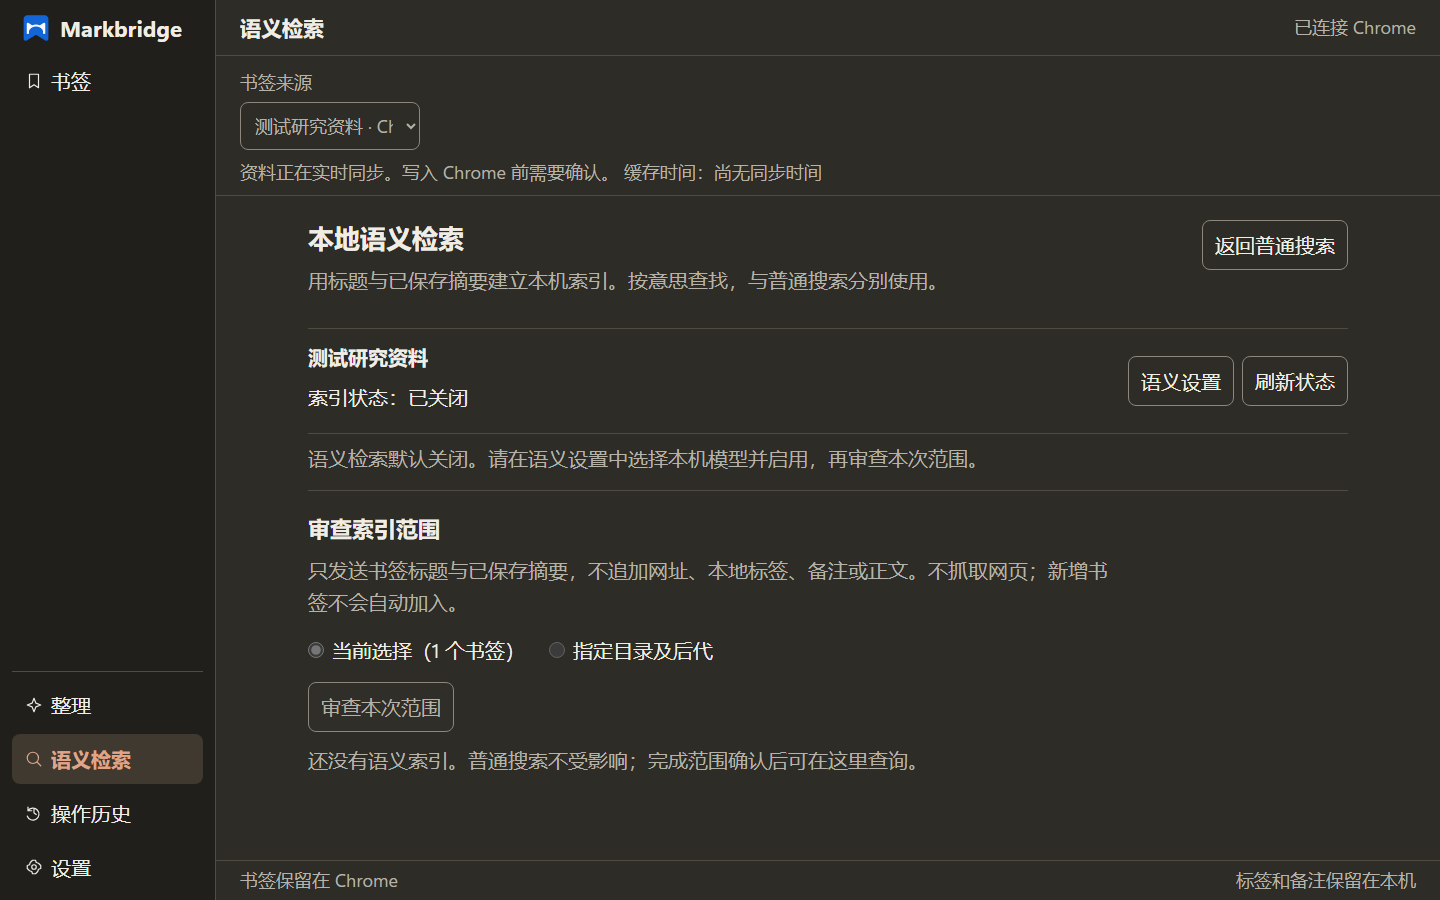 Markbridge
书签
整理
语义检索
操作历史
设置
语义检索
已连接 Chrome
书签来源
测试研究资料 · Ch
资料正在实时同步。写入 Chrome 前需要确认。 缓存时间：尚无同步时间
本地语义检索
返回普通搜索
用标题与已保存摘要建立本机索引。按意思查找，与普通搜索分别使用。
测试研究资料
索引状态：已关闭
语义设置
刷新状态
语义检索默认关闭。请在语义设置中选择本机模型并启用，再审查本次范围。
审查索引范围
只发送书签标题与已保存摘要，不追加网址、本地标签、备注或正文。不抓取网页；新增书
签不会自动加入。
当前选择（1 个书签）
指定目录及后代
审查本次范围
还没有语义索引。普通搜索不受影响；完成范围确认后可在这里查询。
书签保留在 Chrome
标签和备注保留在本机